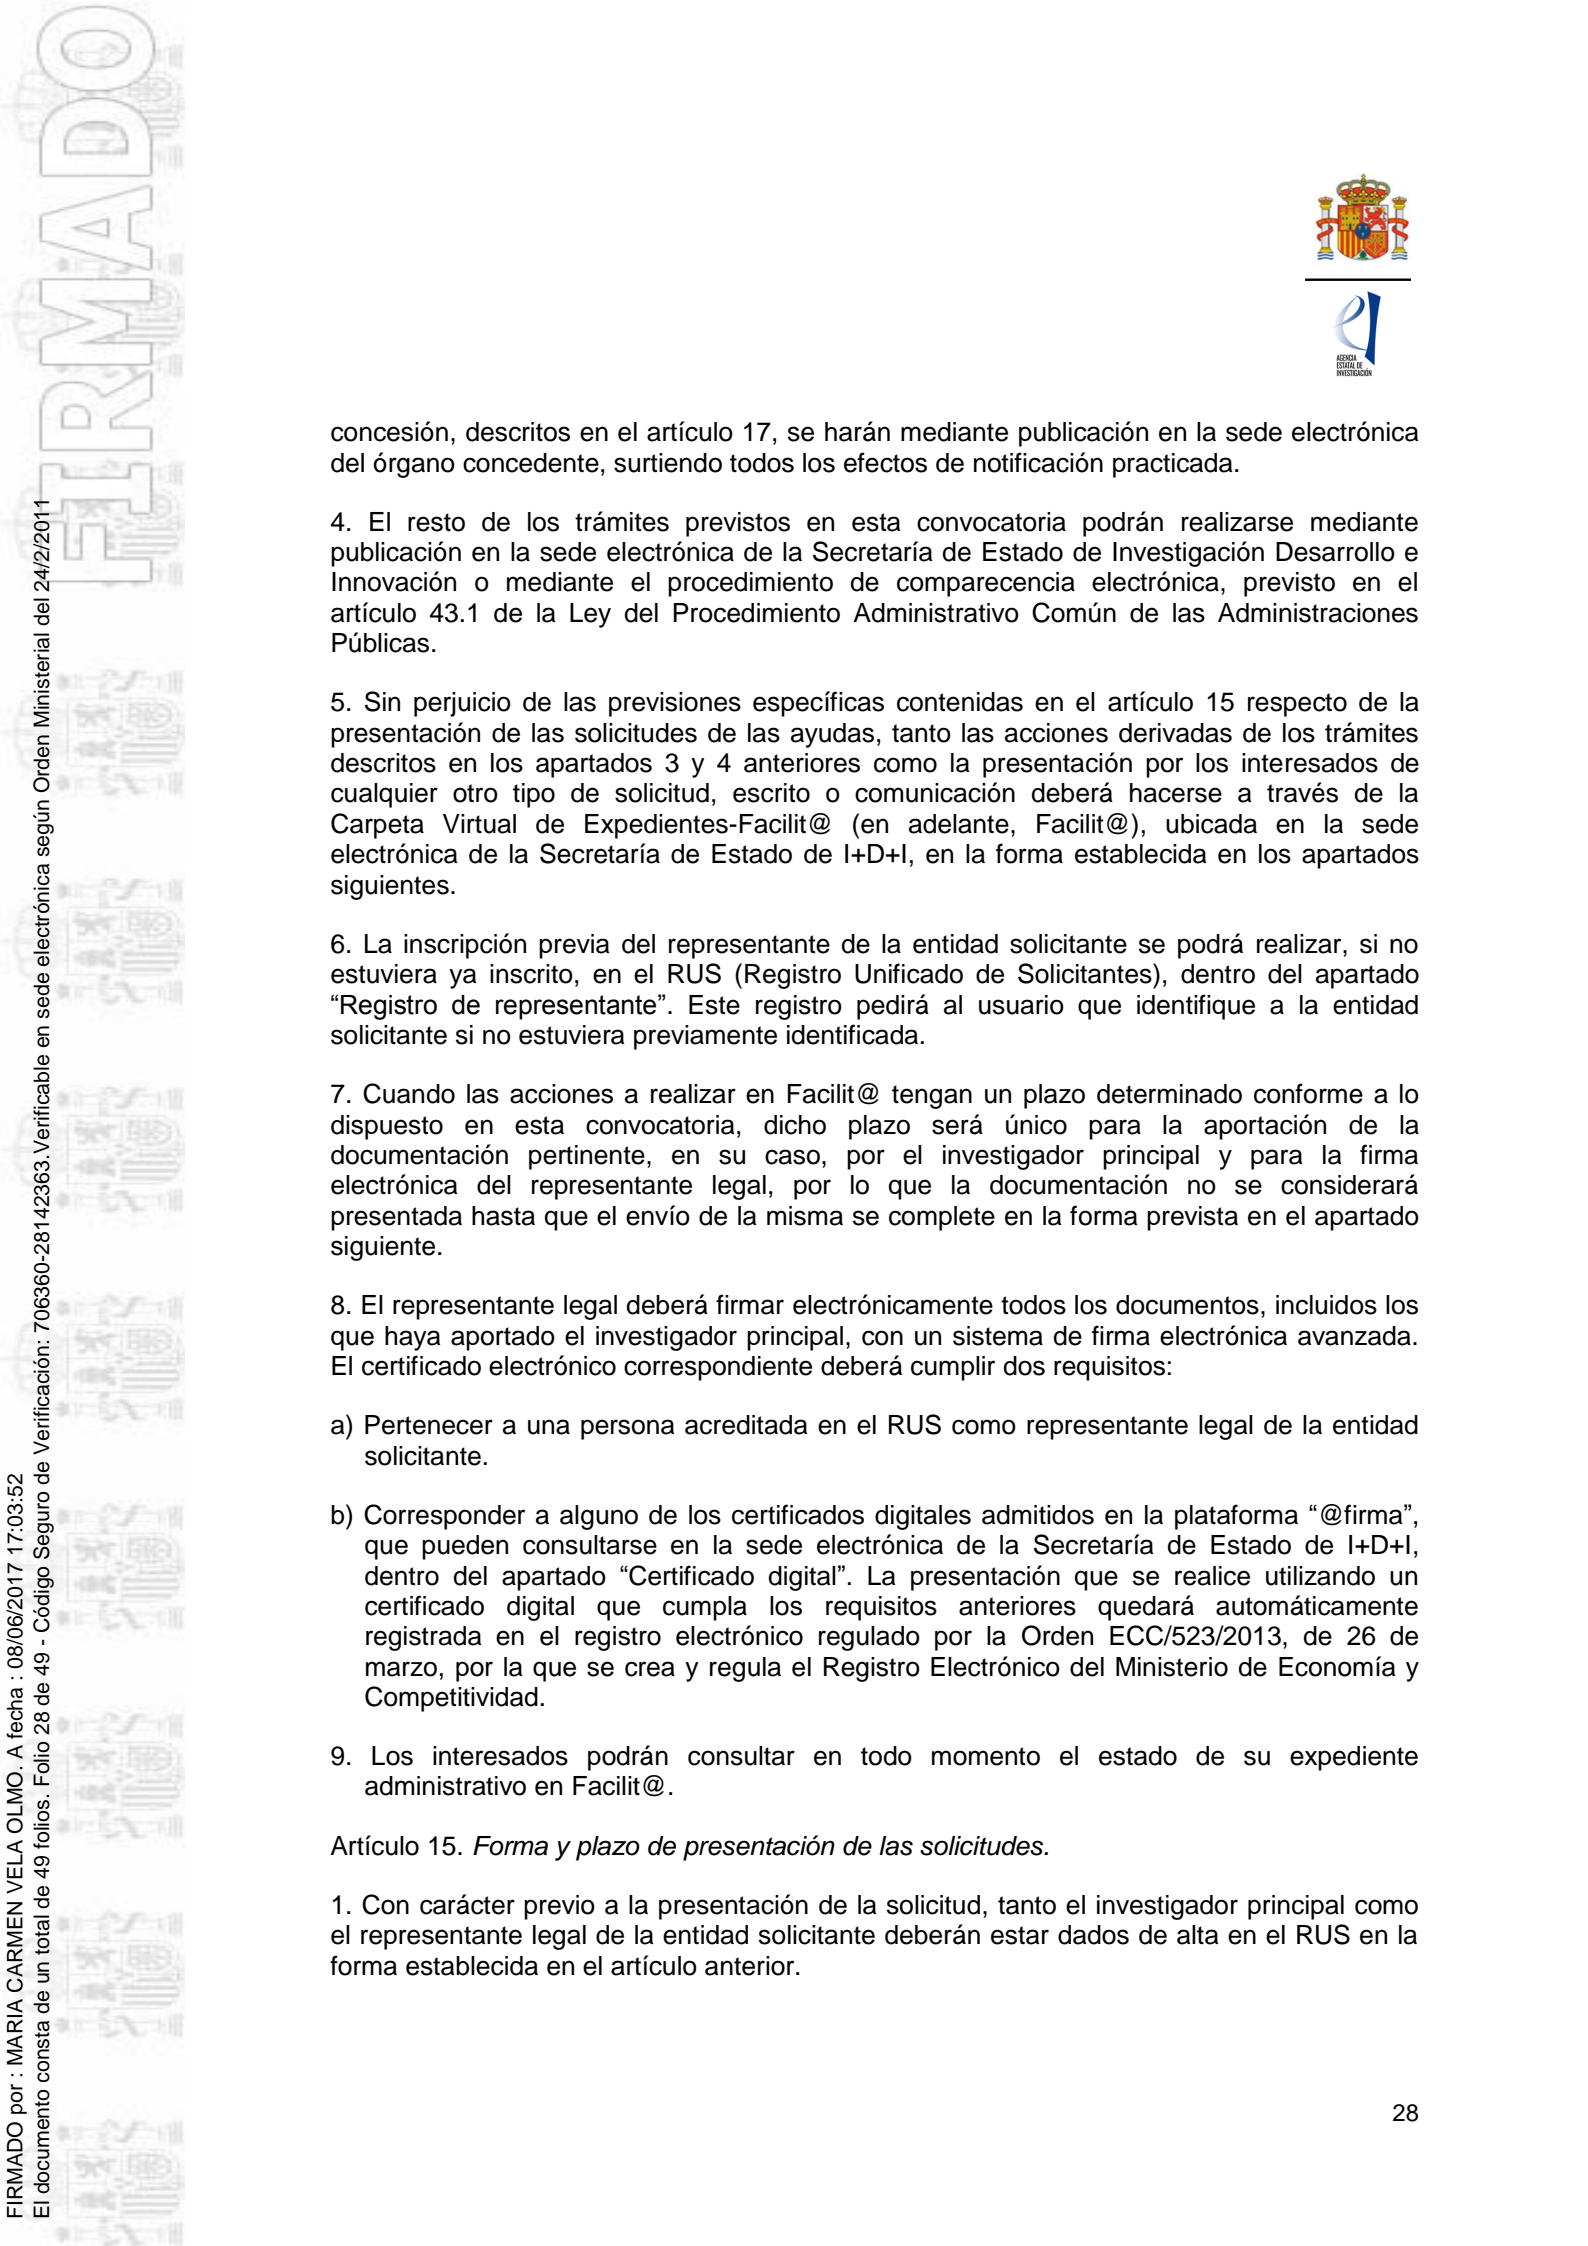 AGENCIA
ESTATAL DE
INVESTIGACIÓN
concesión, descritos en el artículo 17, se harán mediante publicación en la sede electrónica
del órgano concedente, surtiendo todos los efectos de notificación practicada.
4. El resto de los trámites previstos en esta convocatoria podrán realizarse mediante
publicación en la sede electrónica de la Secretaría de Estado de Investigación Desarrollo e
Innovación o mediante el procedimiento de comparecencia electrónica, previsto en el
artículo 43.1 de la Ley del Procedimiento Administrativo Común de las Administraciones
Públicas.
5. Sin perjuicio de las previsiones específicas contenidas en el artículo 15 respecto de la
presentación de las solicitudes de las ayudas, tanto las acciones derivadas de los trámites
descritos en los apartados 3 y 4 anteriores como la presentación por los interesados de
cualquier otro tipo de solicitud, escrito o comunicación deberá hacerse a través de la
Carpeta Virtual de Expedientes-Facilit@ (en adelante, Facilit@), ubicada en la sede
electrónica de la Secretaría de Estado de I+D+I, en la forma establecida en los apartados
siguientes.
6. La inscripción previa del representante de la entidad solicitante se podrá realizar, si no
estuviera ya inscrito, en el RUS (Registro Unificado de Solicitantes), dentro del apartado
“Registro de representante”. Este registro pedirá al usuario que identifique a la entidad
solicitante si no estuviera previamente identificada.
7. Cuando las acciones a realizar en Facilit@ tengan un plazo determinado conforme a lo
dispuesto en esta convocatoria, dicho plazo será único para la aportación de la
documentación pertinente, en su caso, por el investigador principal y para la firma
electrónica del representante legal, por lo que la documentación no se considerará
presentada hasta que el envío de la misma se complete en la forma prevista en el apartado
siguiente.
8. El representante legal deberá firmar electrónicamente todos los documentos, incluidos los
que haya aportado el investigador principal, con un sistema de firma electrónica avanzada.
El certificado electrónico correspondiente deberá cumplir dos requisitos:
a) Pertenecer a una persona acreditada en el RUS como representante legal de la entidad
solicitante.
b) Corresponder a alguno de los certificados digitales admitidos en la plataforma “@firma”,
que pueden consultarse en la sede electrónica de la Secretaría de Estado de I+D+I,
dentro del apartado “Certificado digital”. La presentación que se realice utilizando un
certificado digital que cumpla los requisitos anteriores quedará automáticamente
registrada en el registro electrónico regulado por la Orden ECC/523/2013, de 26 de
marzo, por la que se crea y regula el Registro Electrónico del Ministerio de Economía y
Competitividad.
9. Los interesados podrán consultar en todo momento el estado de su expediente
administrativo en Facilit@.
Artículo 15. Forma y plazo de presentación de las solicitudes.
1. Con carácter previo a la presentación de la solicitud, tanto el investigador principal como
el representante legal de la entidad solicitante deberán estar dados de alta en el RUS en la
forma establecida en el artículo anterior.
28
FIRMADO
FIRMADO por : MARIA CARMEN VELA OLMO. A fecha : 08/06/2017 17:03:52
El documento consta de un total de 49 folios. Folio 28 de 49 - Código Seguro de Verificación: 706360-28142363.Verificable en sede electrónica según Orden Ministerial del 24/2/2011